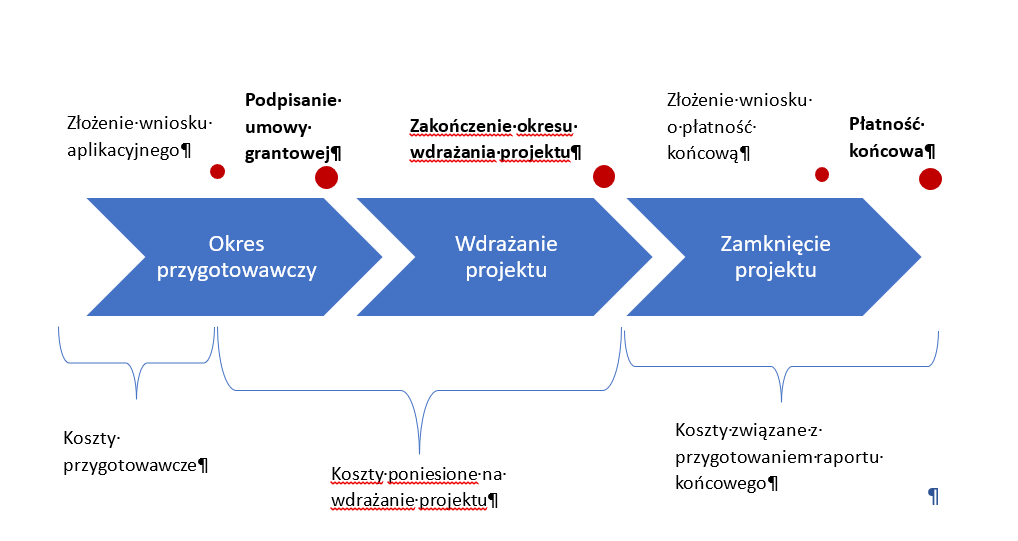 Złożenie wniosku
aplikacyjnego¶
Podpisanie
umowy
grantowej¶
Zakończenie okresu
wdrażania projektu¶
Złożenie wniosku
o płatność
końcową¶
Płatność
końcowa¶
Okres
przygotowawczy
Wdrażanie
projektu
Zamknięcie
projektu
Koszty
przygotowawcze¶
Koszty poniesione na
wdrażanie projektu¶
Koszty związane z
przygotowaniem raportu
końcowego¶
¶